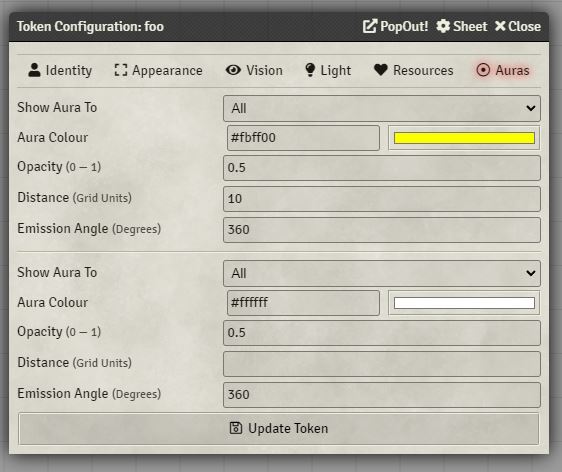 Token Configuration: foo PopOut! Sheet Close
Identity Appearance Vision Light Resources Auras
Show Aura To All
Aura Colour #fbff00
Opacity (0 — 1) 0.5
Distance (Grid Units) 10
Emission Angle (Degrees) 360
Show Aura To All
Aura Colour #ffffff
Opacity (0 — 1) 0.5
Distance (Grid Units)
Emission Angle (Degrees) 360
Update Token